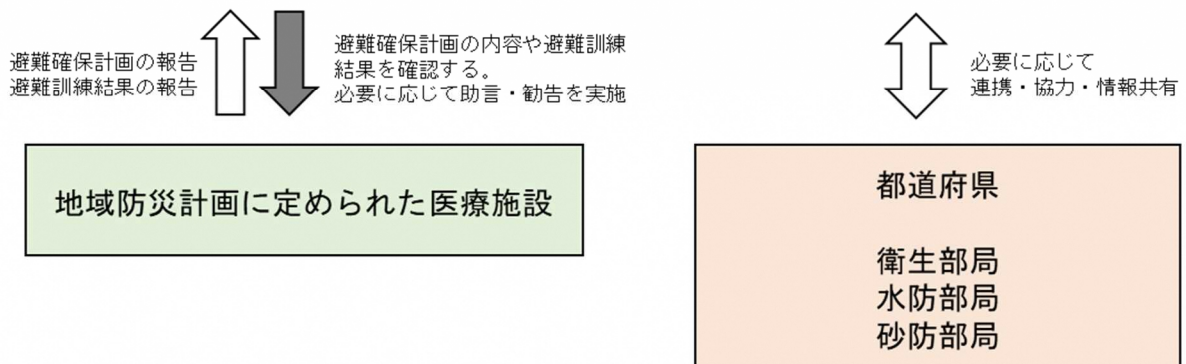 避難確保計画の報告
避難訓練結果の報告
避難確保計画の内容や避難訓練
結果を確認する。
必要に応じて助言・勧告を実施
必要に応じて
連携・協力・情報共有
地域防災計画に定められた医療施設
都道府県
衛生部局
水防部局
砂防部局